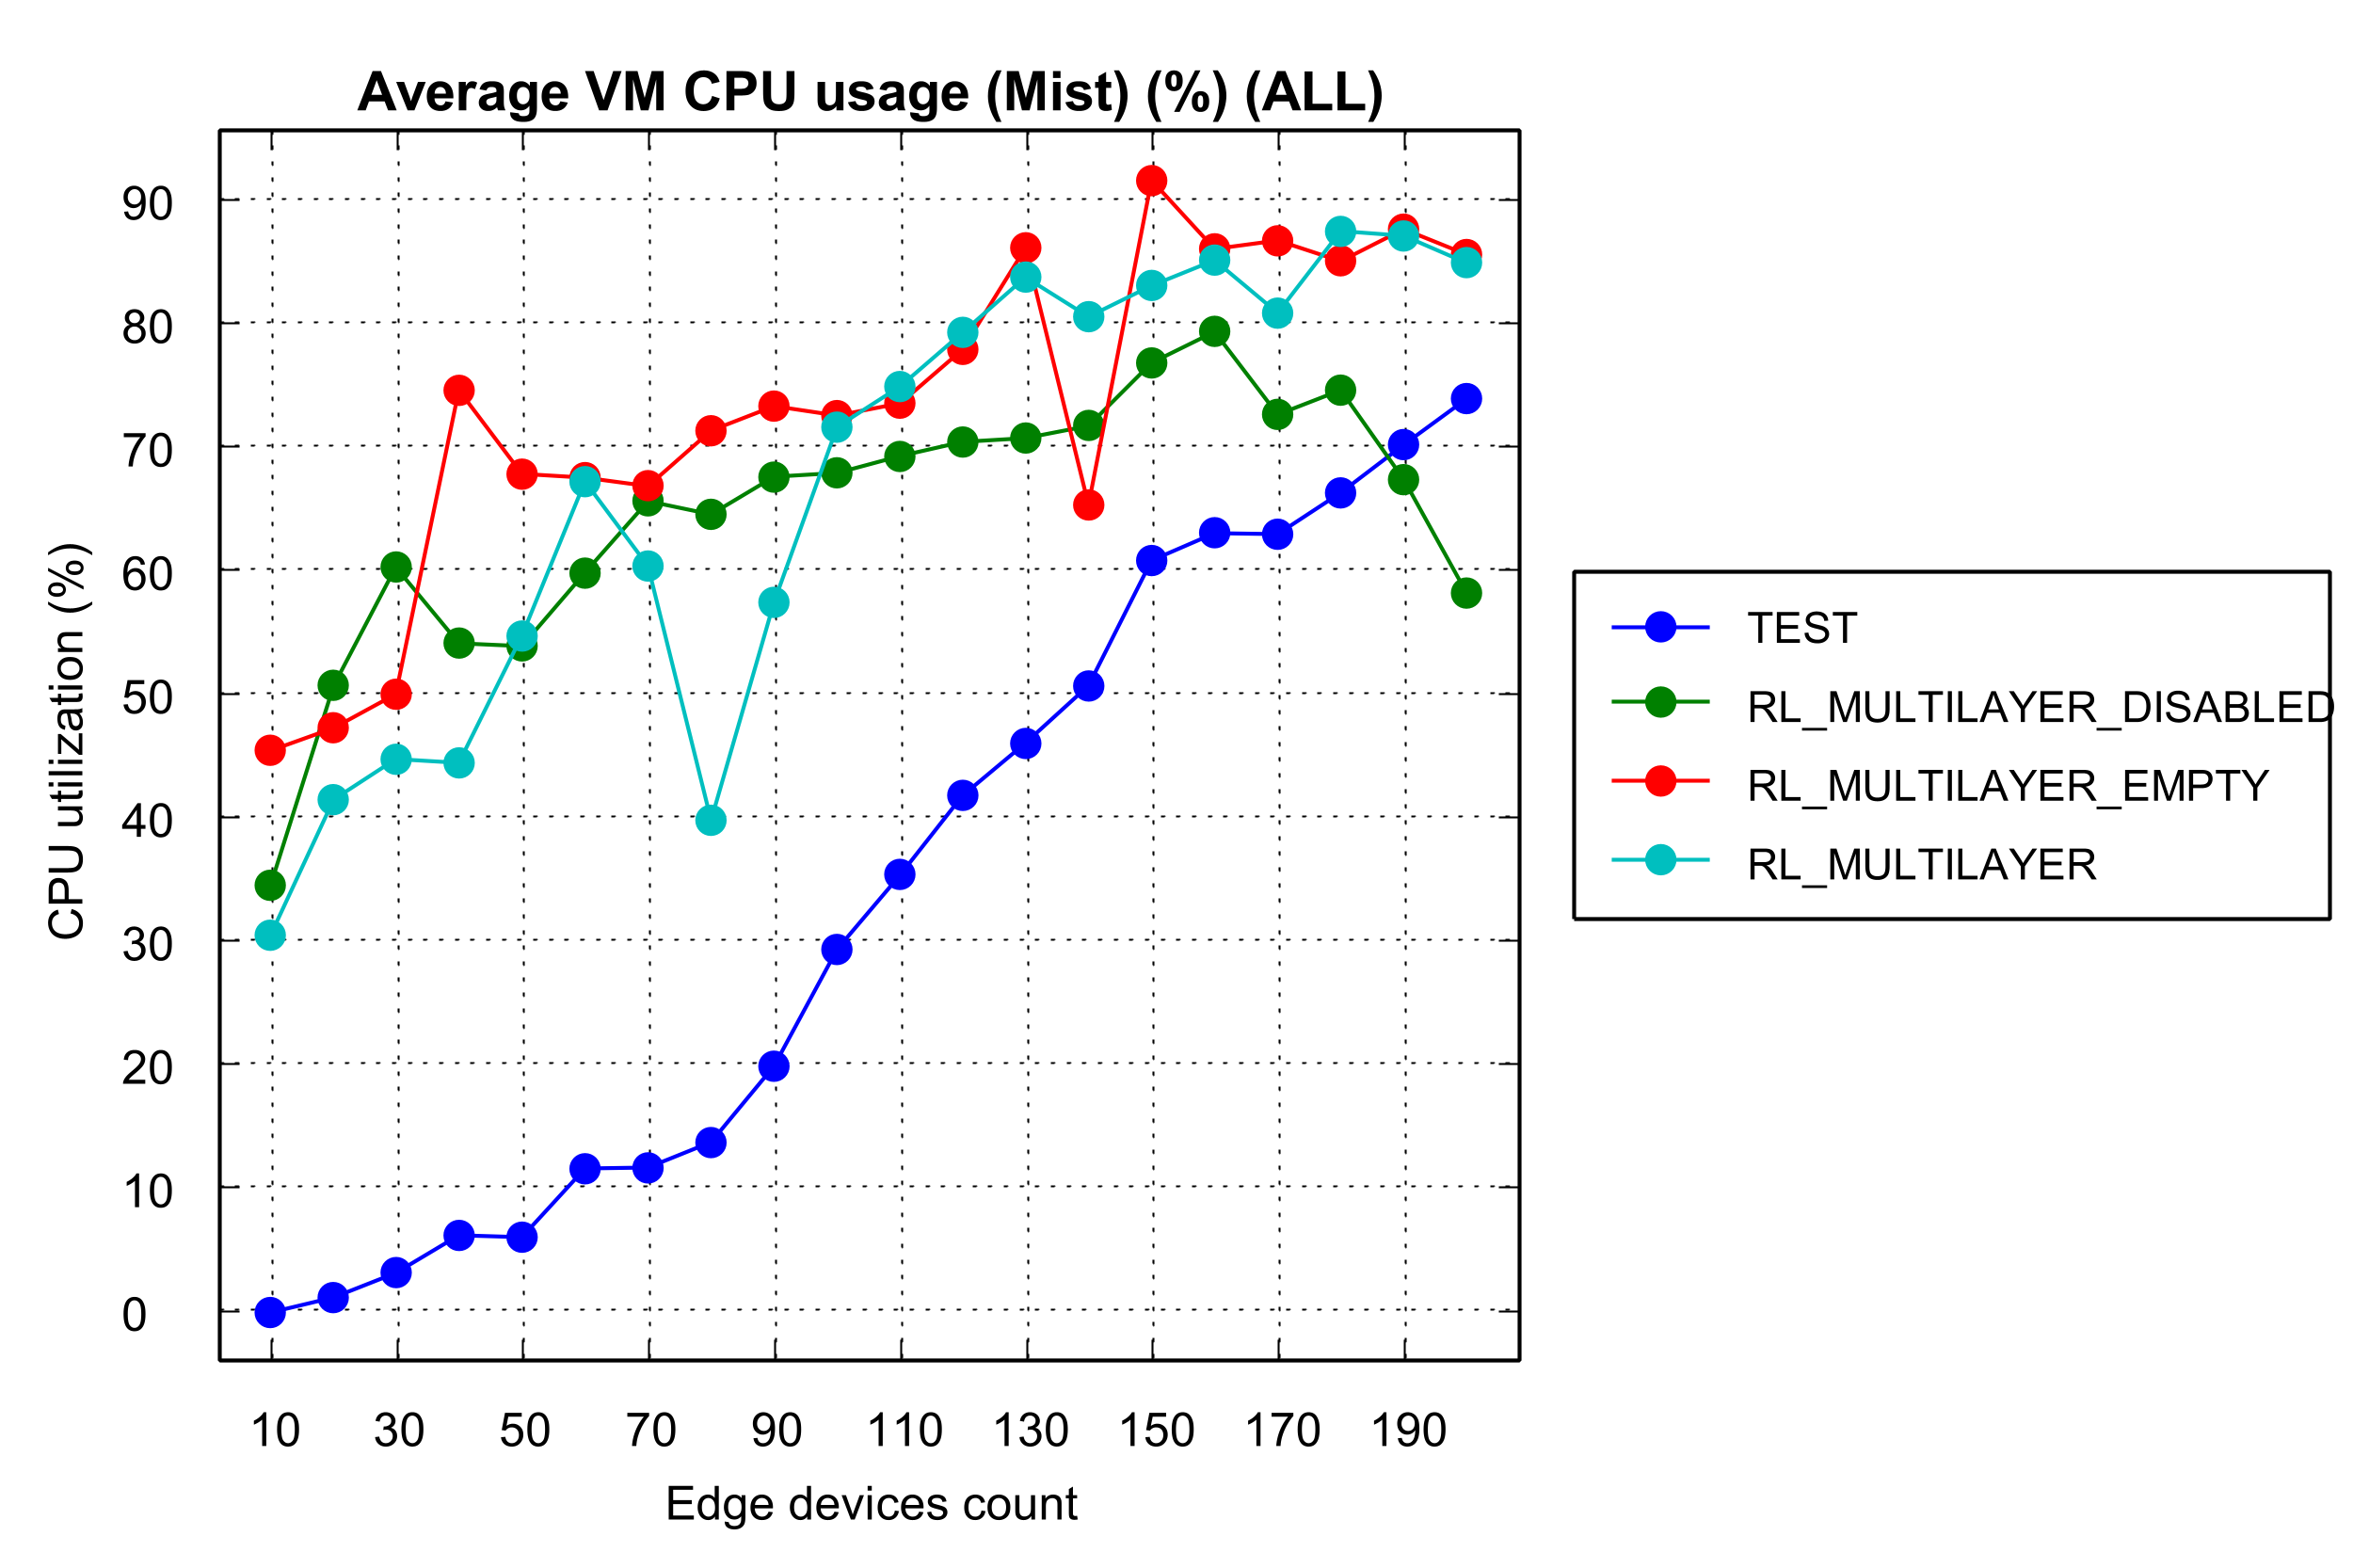 Average VM CPU usage (Mist) (%) (ALL)
90
80
70
60
50
40
30
20
10
0
CPU utilization (%)
10 30 50 70 90 110 130 150 170 190
Edge devices count
TEST
RL_MULTILAYER_DISABLED
RL_MULTILAYER_EMPTY
RL_MULTILAYER